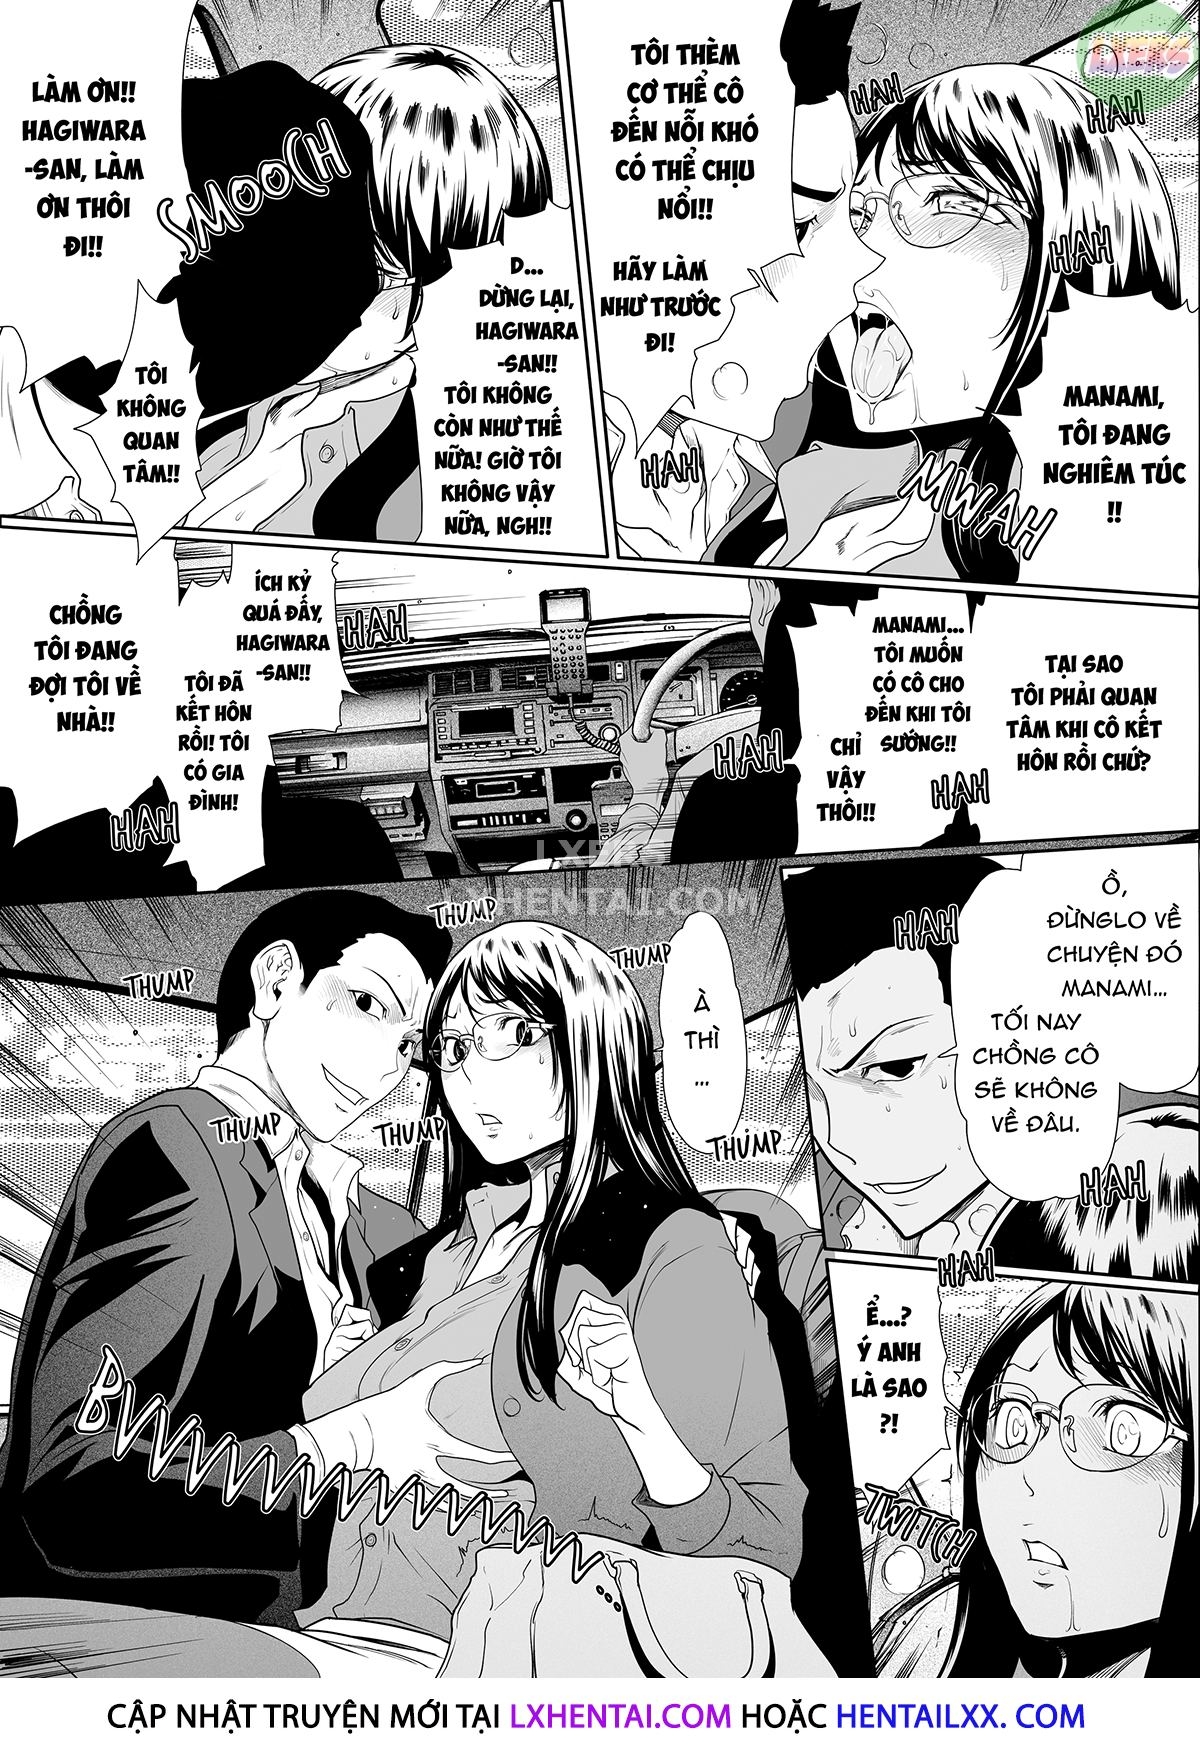 LXERS
TÔI THÈM
CƠ THỂ CÔ
ĐẾN NỖI KHÓ
CÓ THỂ CHỊU
NỔI!!
HÃY LÀM
NHƯ TRƯỚC
ĐI!
HAH
HAH
HAH
MANAMI,
TÔI ĐANG
NGHIÊM TÚC
!!
HAH
MWAH
LÀM ƠN!!
HAGIWARA
-SAN, LÀM
ƠN THÔI
ĐI!!
SMOOCH
D...
DỪNG LẠI,
HAGIWARA
-SAN!!
TÔI KHÔNG
CÒN NHƯ THẾ
NỮA! GIỜ TÔI
KHÔNG VẬY
NỮA, NGH!!
TÔI
KHÔNG
QUAN
TÂM!!
TẠI SAO
TÔI PHẢI QUAN
TÂM KHI CÔ KẾT
HÔN RỒI CHỨ?
MANAMI...
TÔI MUỐN
CÓ CÔ CHO
ĐẾN KHI TÔI
SƯỚNG!!
CHỈ
VẬY
THÔI!!
HAH
HAH
HAH
ÍCH KỶ
QUÁ ĐẤY,
HAGIWARA
-SAN!!
TÔI ĐÃ
KẾT HÔN
RỒI! TÔI
CÓ GIA
ĐÌNH!
CHỒNG
TÔI ĐANG
ĐỢI TÔI VỀ
NHÀ!!
HAH
LXERS
LXHENTAI.COM
Ồ,
ĐỪNGLO VỀ
CHUYỆN ĐÓ
MANAMI...
TỐI NAY
CHỒNG CÔ
SẼ KHÔNG
VỀ ĐÂU.
HAH
HAH
HAH
Ể...?
Ý ANH
LÀ SAO
?!
TWITCH
À
THÌ
...
THUMP
THUMP
THUMP
THUMP
THUMP
THUMP
BVVVVVVVVVVVVVV
CẬP NHẬT TRUYỆN MỚI TẠI LXHENTAI.COM HOẶC HENTAILXX. COM